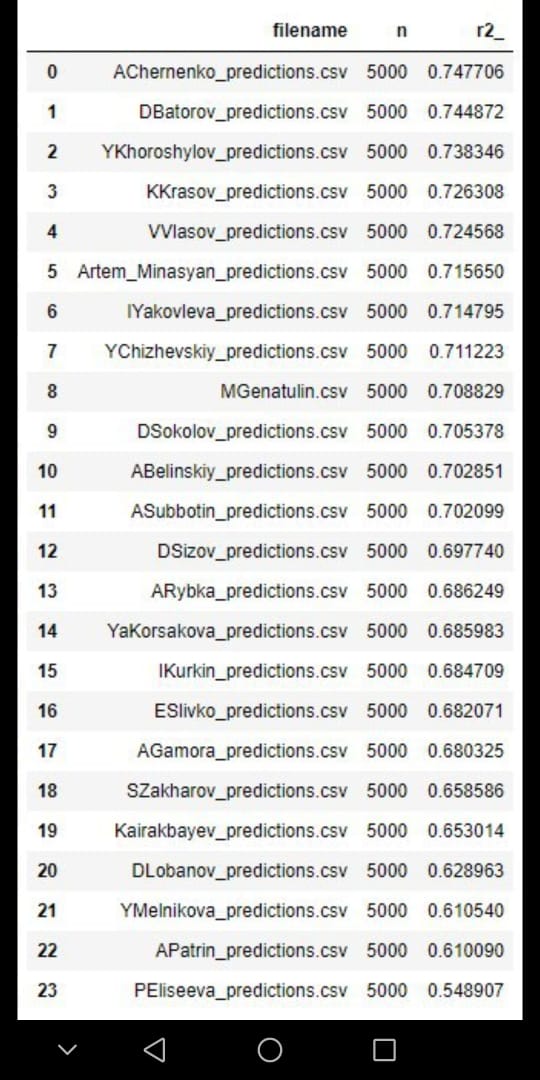 filename n r2_
0 AChernenko_predictions.csv 5000 0.747706
1 DBatorov_predictions.csv 5000 0.744872
2 YKhoroshylov_predictions.csv 5000 0.738346
3 KKrasov_predictions.csv 5000 0.726308
4 VVlasov_predictions.csv 5000 0.724568
5 Artem_Minasyan_predictions.csv 5000 0.715650
6 IYakovleva_predictions.csv 5000 0.714795
7 YChizhevskiy_predictions.csv 5000 0.711223
8 MGenatulin.csv 5000 0.708829
9 DSokolov_predictions.csv 5000 0.705378
10 ABelinskiy_predictions.csv 5000 0.702851
11 ASubbotin_predictions.csv 5000 0.702099
12 DSizov_predictions.csv 5000 0.697740
13 ARybka_predictions.csv 5000 0.686249
14 YaKorsakova_predictions.csv 5000 0.685983
15 IKurkin_predictions.csv 5000 0.684709
16 ESlivko_predictions.csv 5000 0.682071
17 AGamora_predictions.csv 5000 0.680325
18 SZakharov_predictions.csv 5000 0.658586
19 Kairakbayev_predictions.csv 5000 0.653014
20 DLobanov_predictions.csv 5000 0.628963
21 YMelnikova_predictions.csv 5000 0.610540
22 APatrin_predictions.csv 5000 0.610090
23 PEliseeva_predictions.csv 5000 0.548907